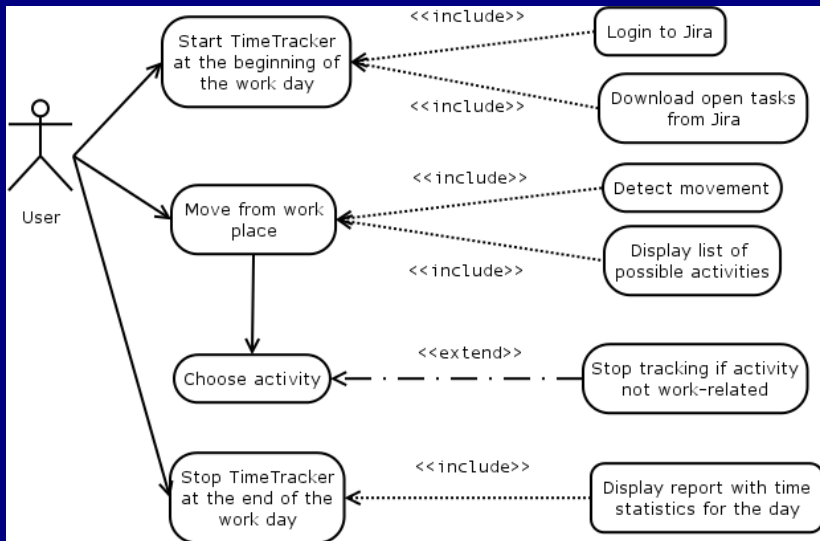 <<include>>
Start TimeTracker
at the beginning of
the work day
Login to Jira
<<include>>
Download open tasks
from Jira
User
<<include>>
Move from work
place
Detect movement
<<include>>
Display list of
possible activities
<<extend>>
Choose activity
Stop tracking if activity
not work-related
<<include>>
Stop TimeTracker
at the end of the
work day
Display report with time
statistics for the day